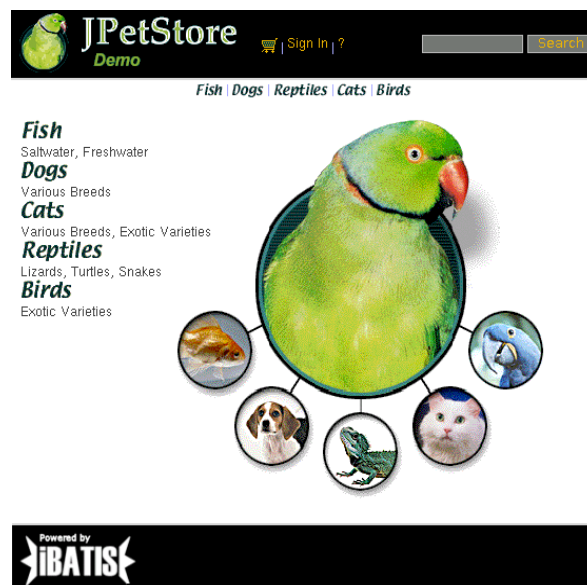 JPetStore
Demo
Sign In | ?
Search
Fish | Dogs | Reptiles | Cats | Birds
Fish
Saltwater, Freshwater
Dogs
Various Breeds
Cats
Various Breeds, Exotic Varieties
Reptiles
Lizards, Turtles, Snakes
Birds
Exotic Varieties
Powered by
iBATIS